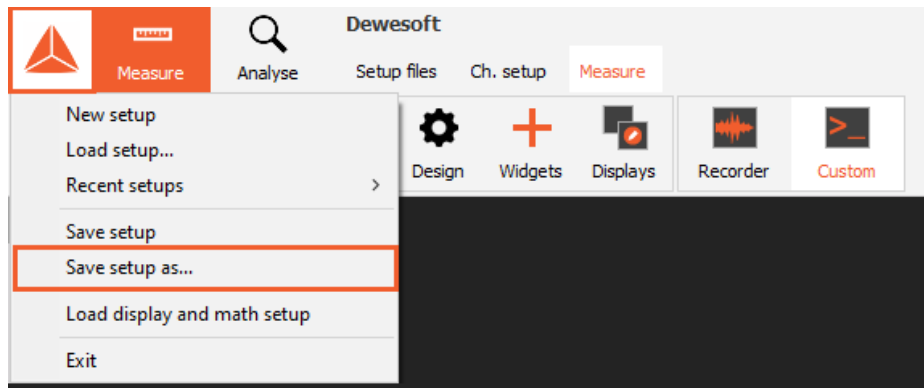 Dewesoft
Measure
Analyse
Setup files
Ch. setup
Measure
New setup
Load setup...
Recent setups
Save setup
Save setup as...
Load display and math setup
Exit
Design
Widgets
Displays
Recorder
Custom